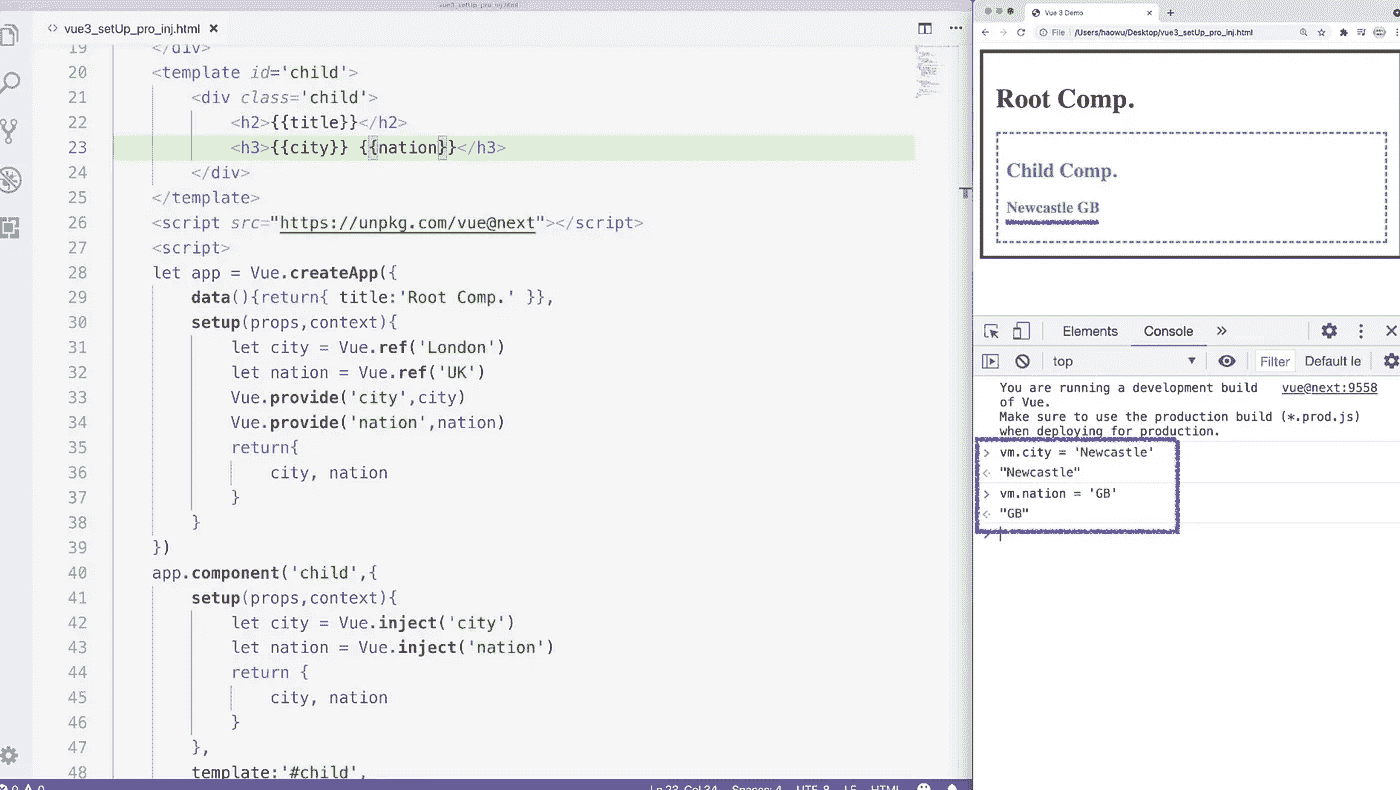 vue3_setUp_pro_inj.html
<> vue3_setUp_pro_inj.html ×
19 </div>
20 <template id='child'>
21 <div class='child'>
22 <h2>{{title}}</h2>
23 <h3>{{city}} {{nation}}</h3>
24 </div>
25 </template>
26 <script src="https://unpkg.com/vue@next"></script>
27 <script>
28 let app = Vue.createApp({
29 data(){return{ title:'Root Comp.' }},
30 setup(props,context){
31 let city = Vue.ref('London')
32 let nation = Vue.ref('UK')
33 Vue.provide('city',city)
34 Vue.provide('nation',nation)
35 return{
36 city, nation
37 }
38 }
39 })
40 app.component('child',{
41 setup(props,context){
42 let city = Vue.inject('city')
43 let nation = Vue.inject('nation')
44 return {
45 city, nation
46 }
47 },
48 template:'#child',
0 0 Ln 23, Col 34 Spaces: 4 UTF-8 LF HTML
Vue 3 Demo × +
File /Users/haowu/Desktop/vue3_setUp_pro_inj.html
Root Comp.
Child Comp.
Newcastle GB
Elements Console »
top Filter Default le
You are running a development build vue@next:9558
of Vue.
Make sure to use the production build (*.prod.js)
when deploying for production.
> vm.city = 'Newcastle'
"Newcastle"
> vm.nation = 'GB'
"GB"
>